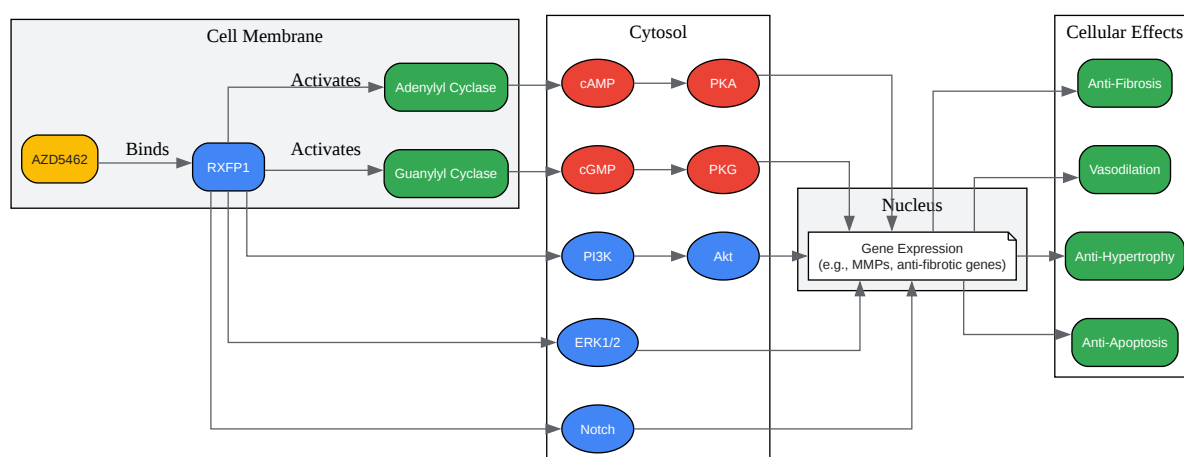 Cell Membrane
Cytosol
Cellular Effects
Activates
Adenylyl Cyclase
cAMP
PKA
Anti-Fibrosis
AZD5462
Binds
RXFP1
Activates
Guanylyl Cyclase
cGMP
PKG
Vasodilation
Nucleus
PI3K
Akt
Gene Expression
(e.g., MMPs, anti-fibrotic genes)
Anti-Hypertrophy
ERK1/2
Anti-Apoptosis
Notch